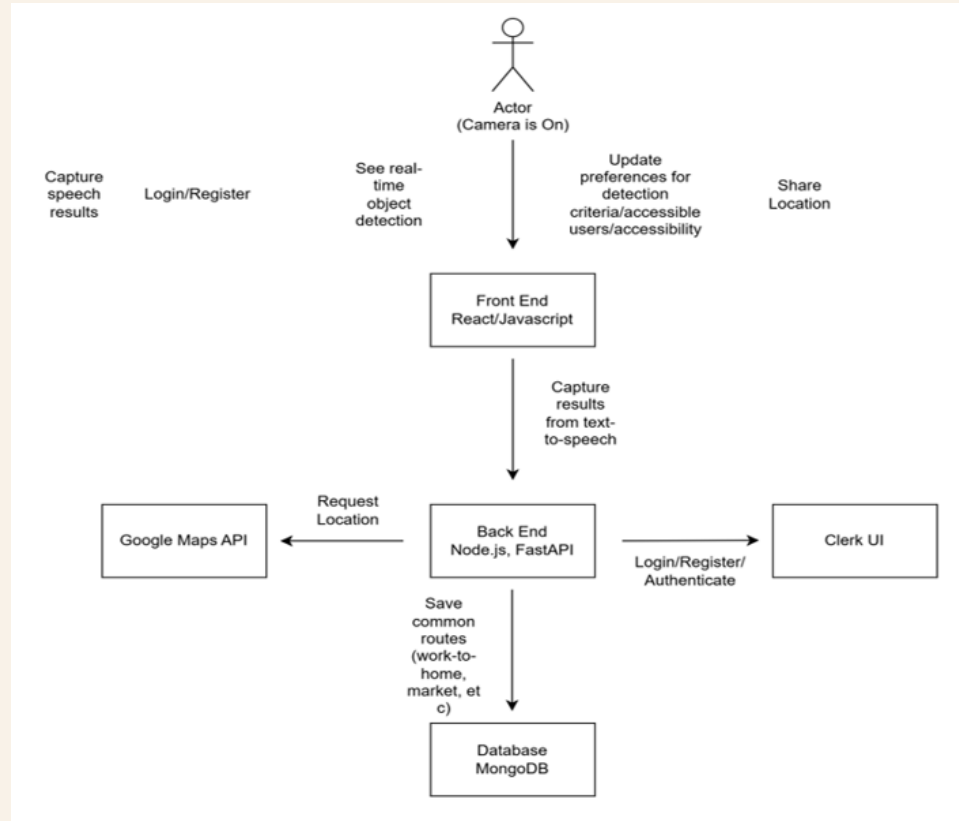 Actor
(Camera is On)
Capture
speech
results
Login/Register
See real-
time
object
detection
Update
preferences for
detection
criteria/accessible
users/accessibility
Share
Location
Front End
React/Javascript
Capture
results
from text-
to-speech
Google Maps API
Request
Location
Back End
Node.js, FastAPI
Login/Register/
Authenticate
Clerk UI
Save
common
routes
(work-to-
home,
market, et
c)
Database
MongoDB